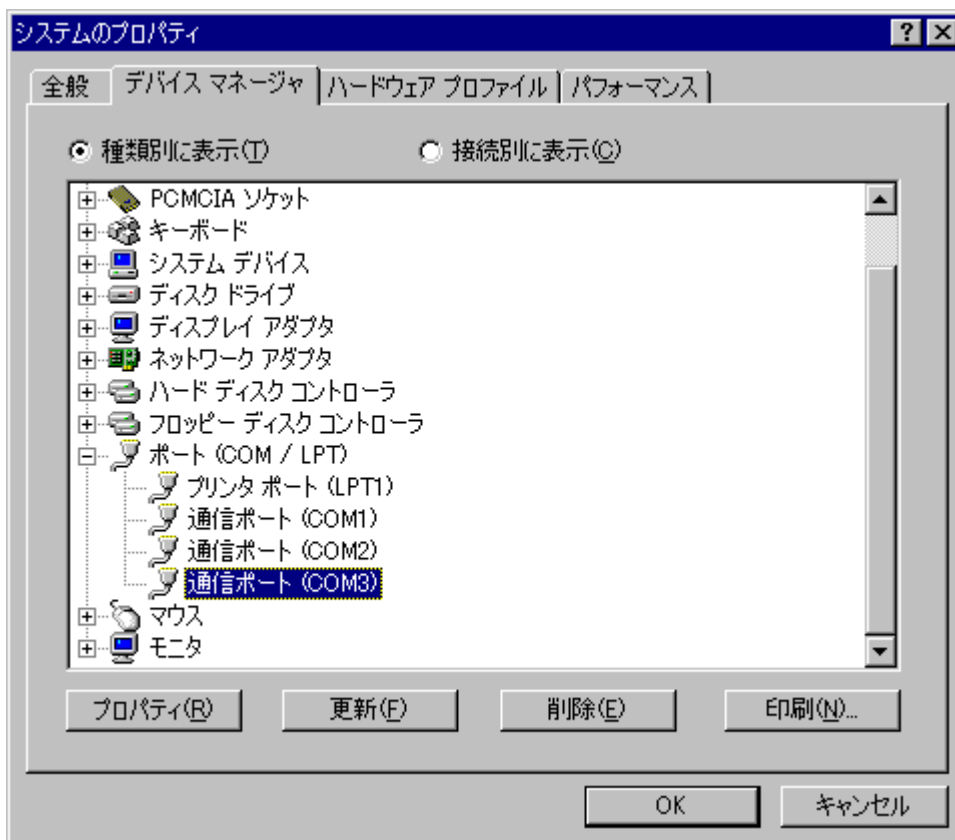 システムのプロパティ
全般 デバイス マネージャ ハードウェア プロファイル パフォーマンス
種類別に表示(T) 接続別に表示(C)
PCMCIA ソケット
キーボード
システム デバイス
ディスク ドライブ
ディスプレイ アダプタ
ネットワーク アダプタ
ハード ディスク コントローラ
フロッピー ディスク コントローラ
ポート (COM / LPT)
プリンタ ポート (LPT1)
通信ポート (COM1)
通信ポート (COM2)
通信ポート (COM3)
マウス
モニタ
プロパティ(R) 更新(F) 削除(E) 印刷(N)...
OK キャンセル